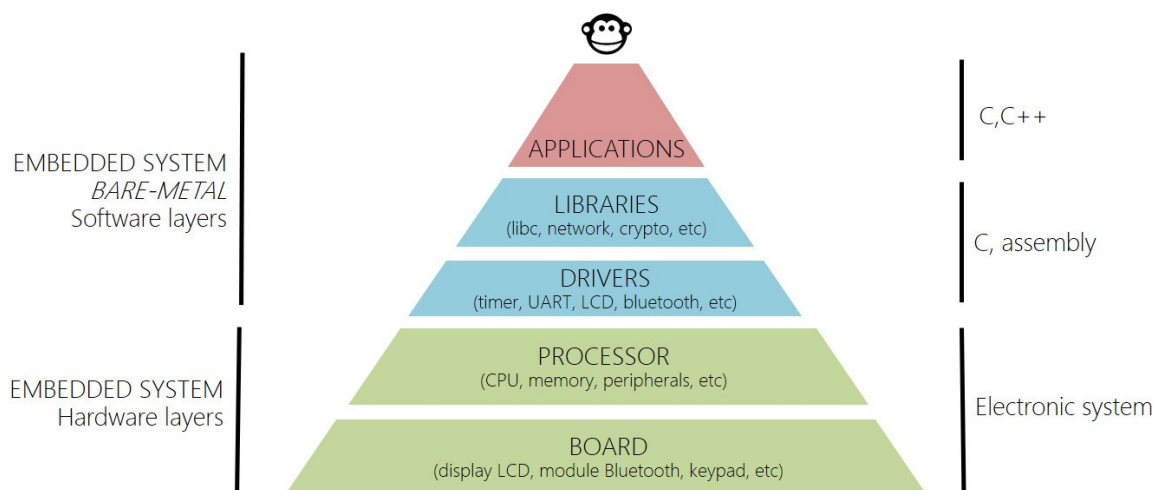 EMBEDDED SYSTEM
BARE-METAL
Software layers
EMBEDDED SYSTEM
Hardware layers
APPLICATIONS
LIBRARIES
(libc, network, crypto, etc)
DRIVERS
(timer, UART, LCD, bluetooth, etc)
PROCESSOR
(CPU, memory, peripherals, etc)
BOARD
(display LCD, module Bluetooth, keypad, etc)
C,C++
C, assembly
Electronic system